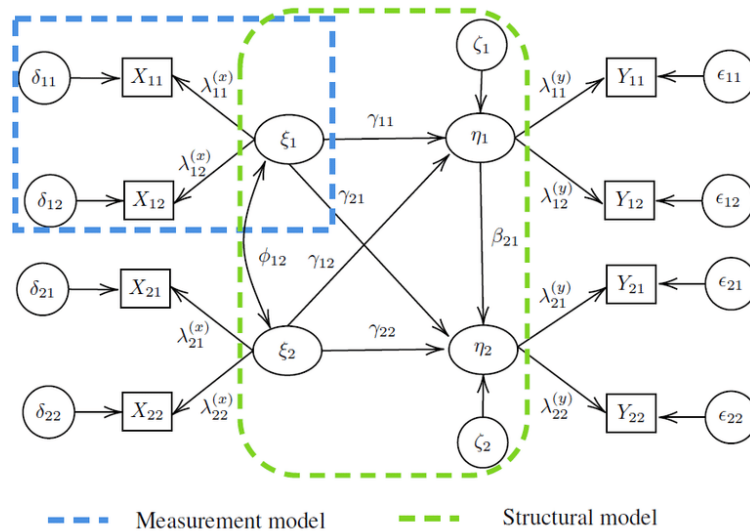 ζ₁
δ₁₁ X₁₁ λ₁₁⁽ˣ⁾ λ₁₁⁽ʸ⁾ Y₁₁ ϵ₁₁
ξ₁ γ₁₁ η₁
δ₁₂ X₁₂ λ₁₂⁽ˣ⁾ γ₂₁ λ₁₂⁽ʸ⁾ Y₁₂ ϵ₁₂
ϕ₁₂ γ₁₂ β₂₁
δ₂₁ X₂₁ λ₂₁⁽ˣ⁾ λ₂₁⁽ʸ⁾ Y₂₁ ϵ₂₁
ξ₂ γ₂₂ η₂
δ₂₂ X₂₂ λ₂₂⁽ˣ⁾ λ₂₂⁽ʸ⁾ Y₂₂ ϵ₂₂
ζ₂
Measurement model Structural model